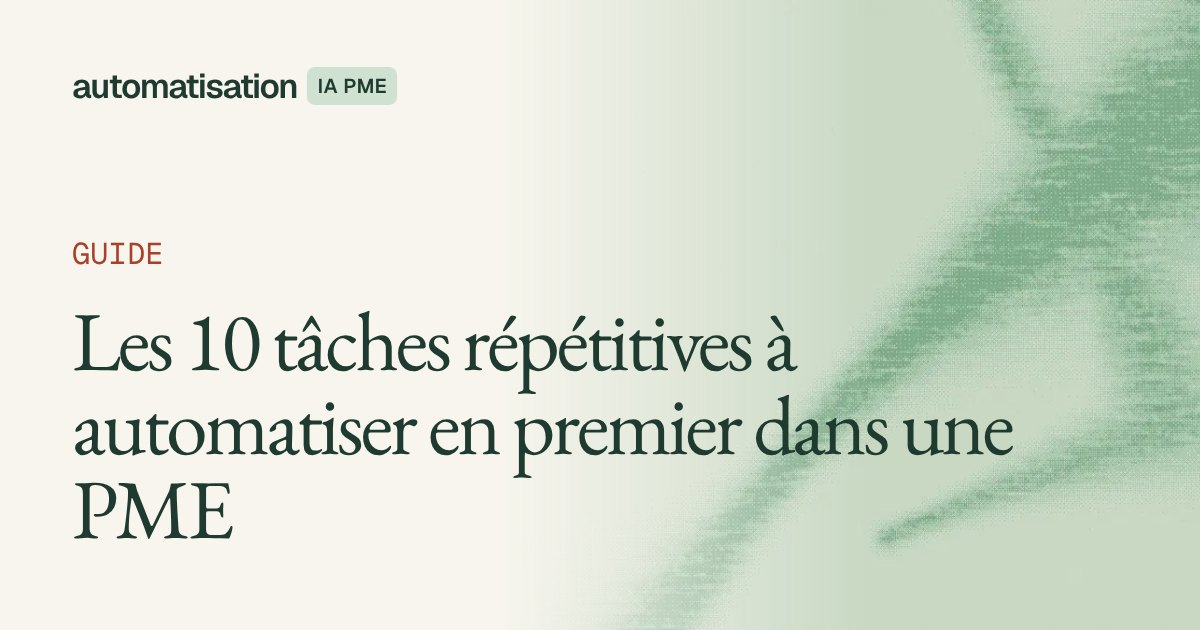 automatisation IA PME
GUIDE
Les 10 tâches répétitives à
automatiser en premier dans une
PME